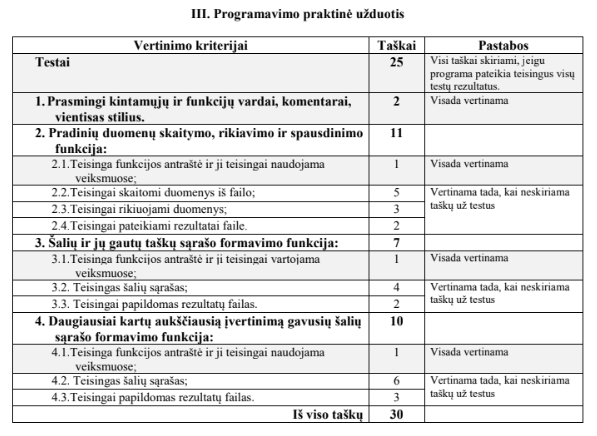 III. Programavimo praktinė užduotis
Vertinimo kriterijai Taškai Pastabos
Testai 25 Visi taškai skiriami, jeigu
programa pateikia teisingus visų
testų rezultatus.
1. Prasmingi kintamųjų ir funkcijų vardai, komentarai, 2 Visada vertinama
vientisas stilius.
2. Pradinių duomenų skaitymo, rikiavimo ir spausdinimo 11
funkcija:
2.1.Teisinga funkcijos antraštė ir ji teisingai naudojama 1 Visada vertinama
veiksmuose;
2.2.Teisingai skaitomi duomenys iš failo; 5 Vertinama tada, kai neskiriama
2.3.Teisingai rikiuojami duomenys; 3 taškų už testus
2.4.Teisingai pateikiami rezultatai faile. 2
3. Šalių ir jų gautų taškų sąrašo formavimo funkcija: 7
3.1.Teisinga funkcijos antraštė ir ji teisingai vartojama 1 Visada vertinama
veiksmuose;
3.2. Teisingas šalių sąrašas; 4 Vertinama tada, kai neskiriama
3.3. Teisingai papildomas rezultatų failas. 2 taškų už testus
4. Daugiausiai kartų aukščiausią įvertinimą gavusių šalių 10
sąrašo formavimo funkcija:
4.1.Teisinga funkcijos antraštė ir ji teisingai naudojama 1 Visada vertinama
veiksmuose;
4.2. Teisingas šalių sąrašas; 6 Vertinama tada, kai neskiriama
4.3.Teisingai papildomas rezultatų failas. 3 taškų už testus
Iš viso taškų 30